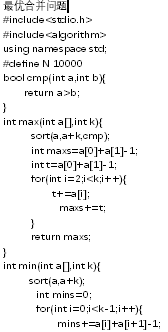 最优合并问题
#include<stdio.h>
#include<algorithm>
using namespace std;
#define N 10000
bool cmp(int a,int b){
return a>b;
}
int max(int a[],int k){
sort(a,a+k,cmp);
int maxs=a[0]+a[1]-1;
int t=a[0]+a[1]-1;
for(int i=2;i<k;i++){
t+=a[i];
maxs+=t;
}
return maxs;
}
int min(int a[],int k){
sort(a,a+k);
int mins=0;
for(int i=0;i<k-1;i++){
mins+=a[i]+a[i+1]-1;